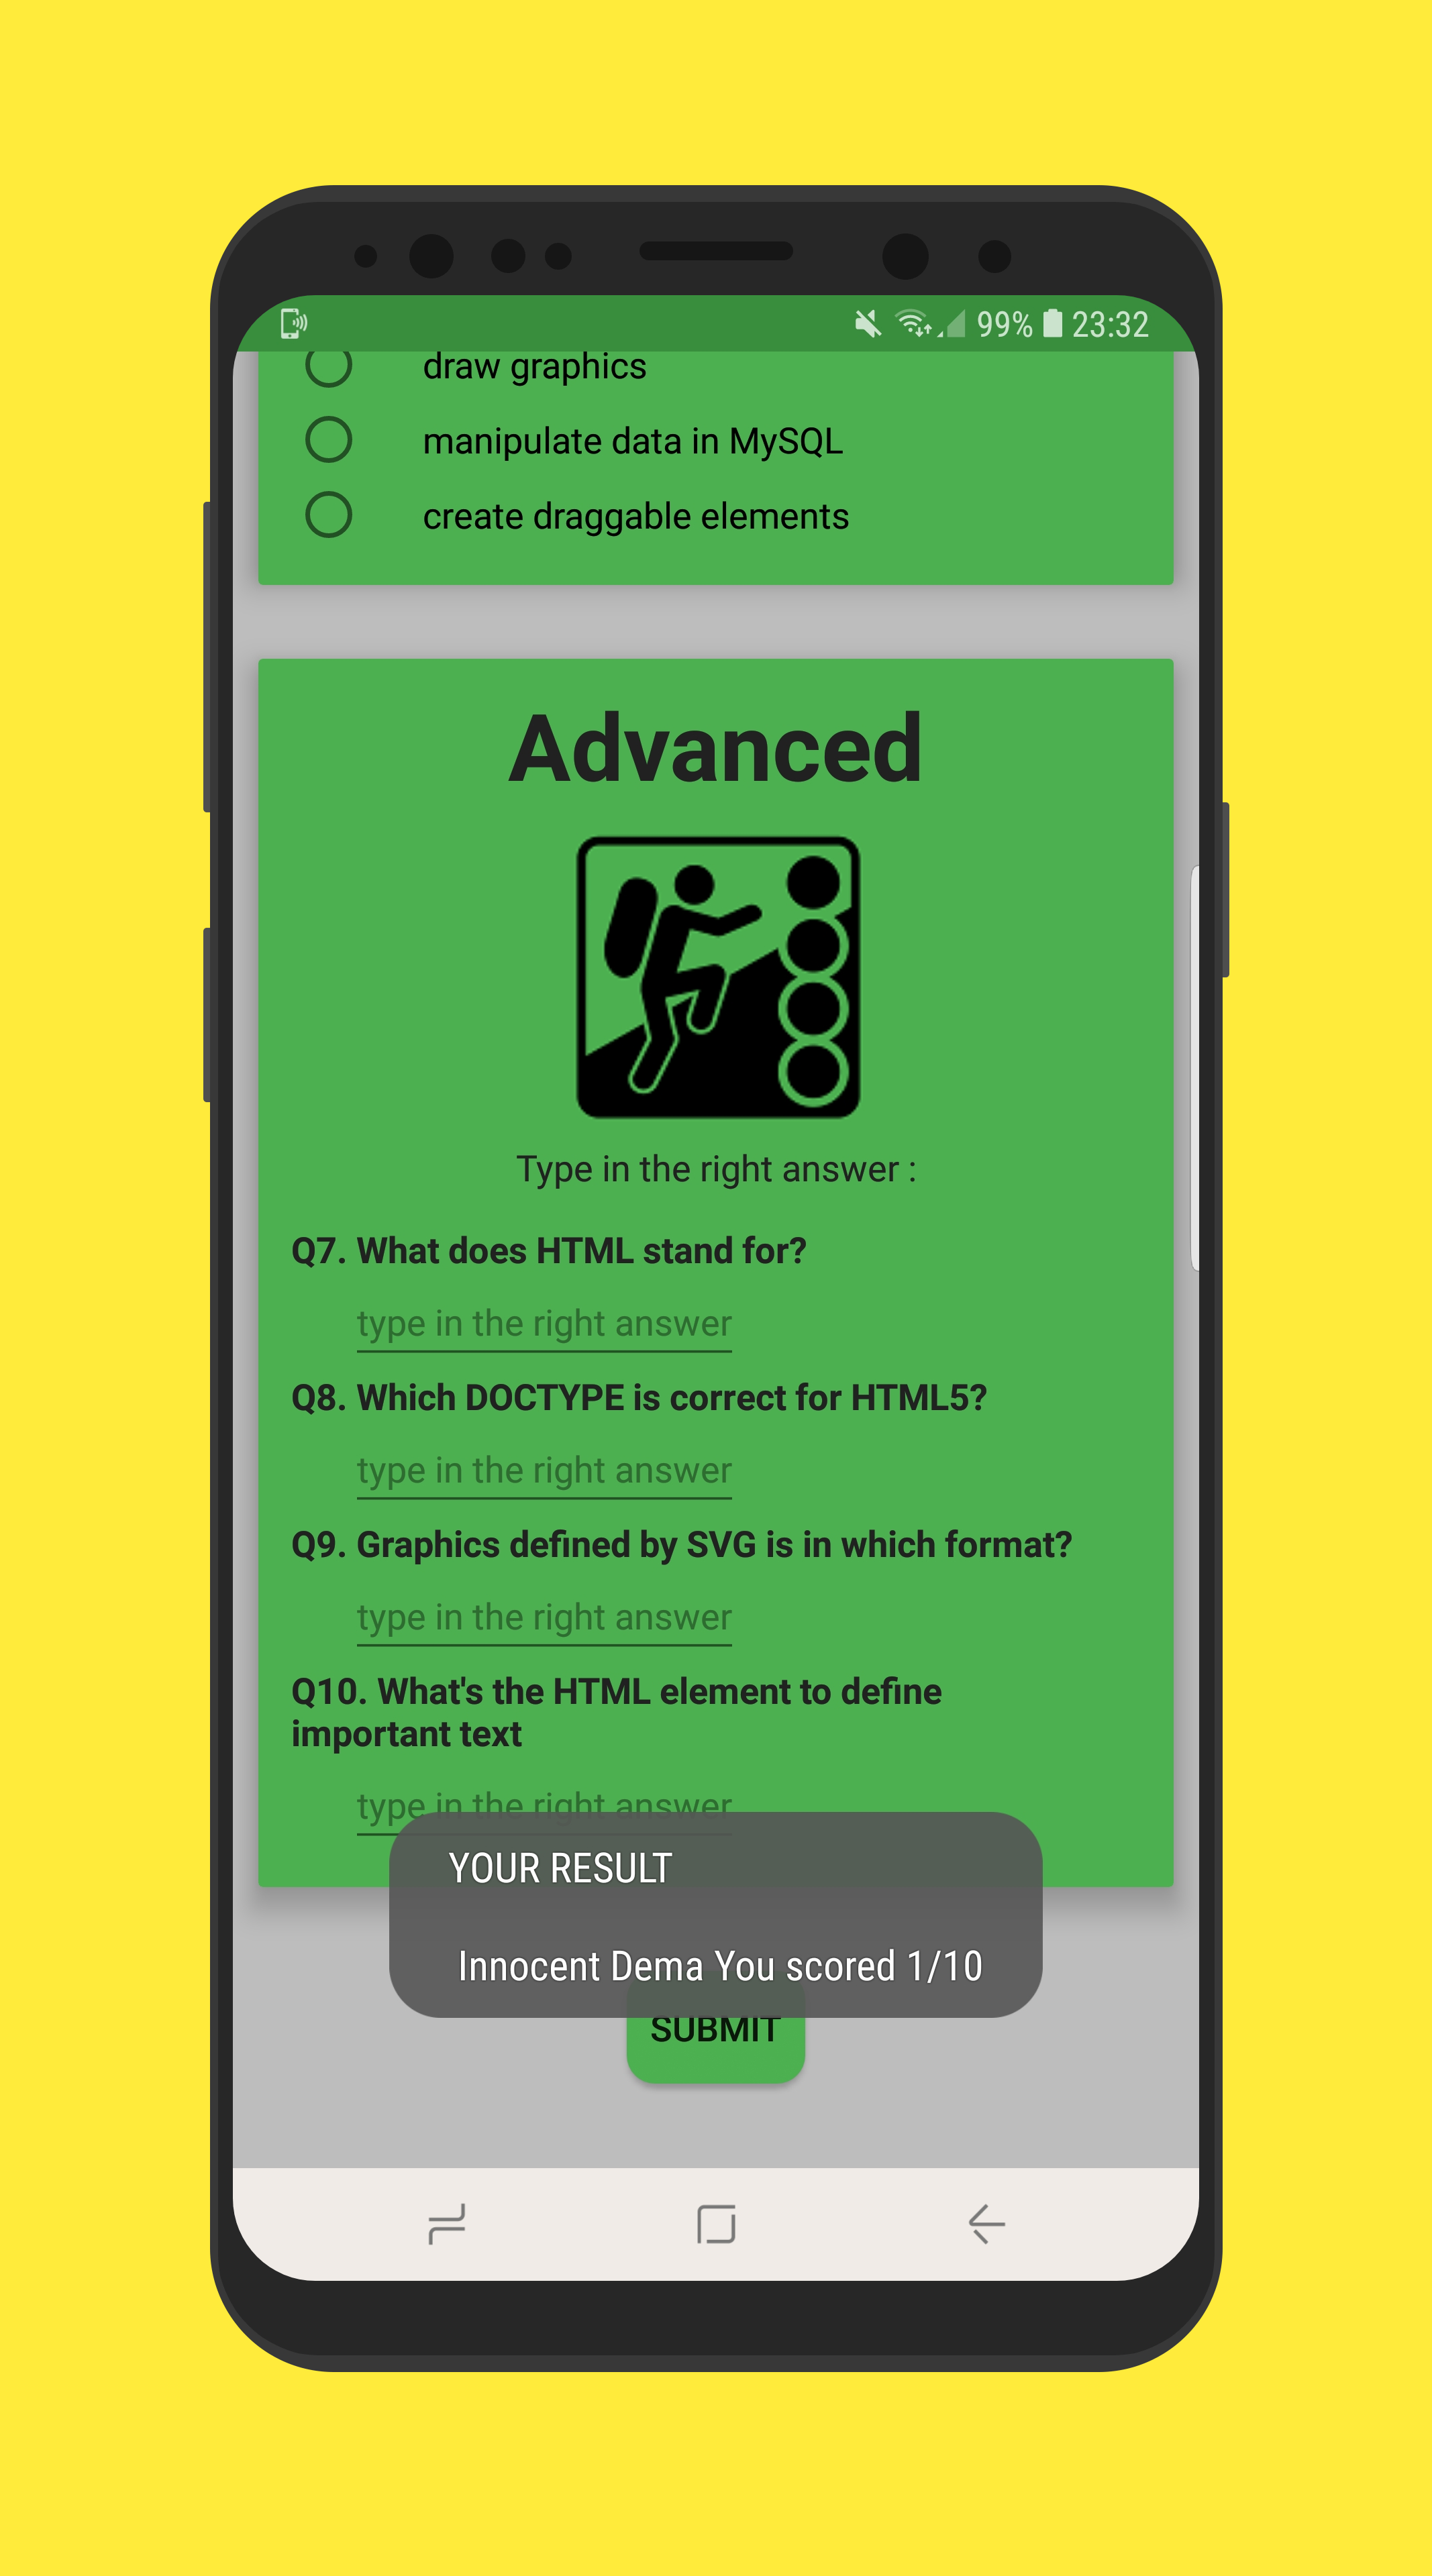 99% 23:32
draw graphics
manipulate data in MySQL
create draggable elements
Advanced
Type in the right answer :
Q7. What does HTML stand for?
type in the right answer
Q8. Which DOCTYPE is correct for HTML5?
type in the right answer
Q9. Graphics defined by SVG is in which format?
type in the right answer
Q10. What's the HTML element to define
important text
type in the right answer
YOUR RESULT
Innocent Dema You scored 1/10
SUBMIT